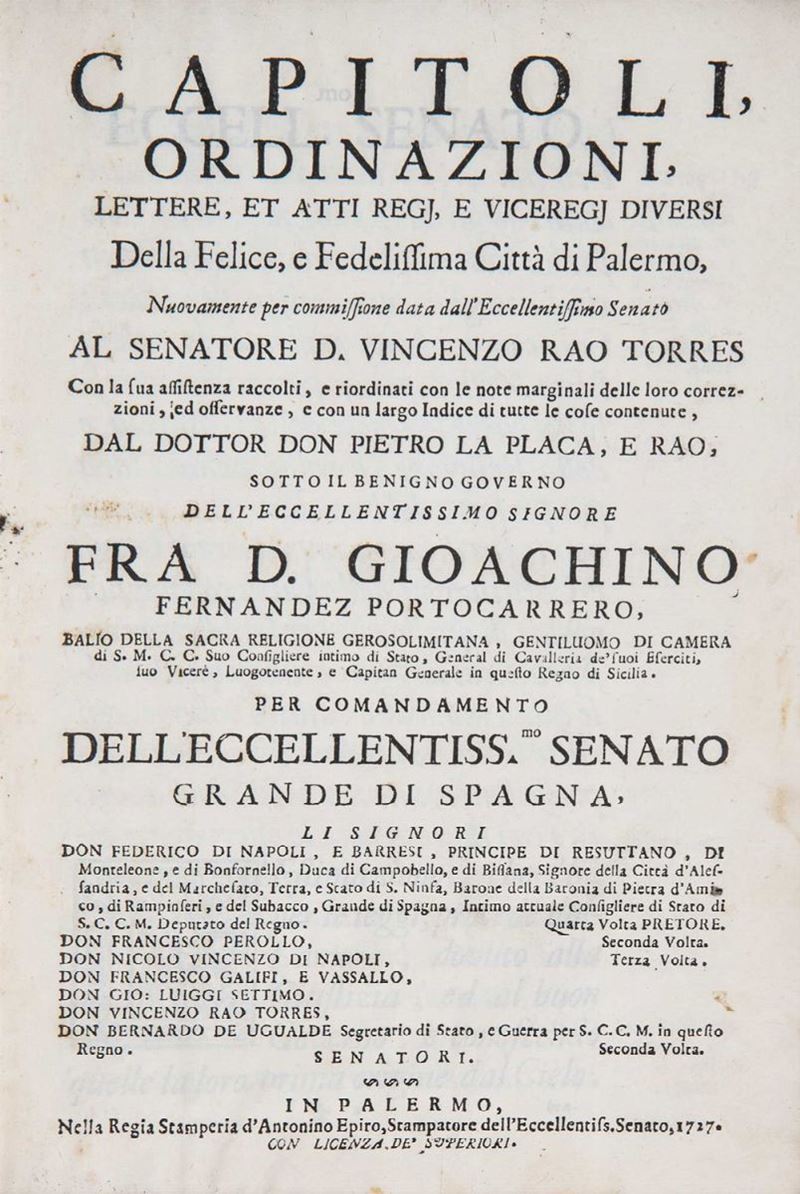 CAPITOLI,
ORDINAZIONI,
LETTERE, ET ATTI REGJ, E VICEREGJ DIVERSI
Della Felice, e Fedelissima Città di Palermo,
Nuovamente per commissione data dall'Eccellentissimo Senato
AL SENATORE D. VINCENZO RAO TORRES
Con la sua assistenza raccolti, e riordinati con le note marginali delle loro correz-
zioni, ed osservanze, e con un largo Indice di tutte le cose contenute,
DAL DOTTOR DON PIETRO LA PLACA, E RAO,
SOTTO IL BENIGNO GOVERNO
DELL'ECCELLENTISSIMO SIGNORE
FRA D. GIOACHINO
FERNANDEZ PORTOCARRERO,
BALIO DELLA SACRA RELIGIONE GEROSOLIMITANA, GENTILUOMO DI CAMERA
di S. M. C. C. Suo Consigliere intimo di Stato, General di Cavalleria de' suoi Eserciti,
suo Vicerè, Luogotenente, e Capitan Generale in questo Regno di Sicilia.
PER COMANDAMENTO
DELL'ECCELLENTISS.mo SENATO
GRANDE DI SPAGNA,
LI SIGNORI
DON FEDERICO DI NAPOLI, E BARRESI, PRINCIPE DI RESUTTANO, DI
Monteleone, e di Bonfornello, Duca di Campobello, e di Bissana, Signore della Città d'Ales-
sandria, e del Marchesato, Terra, e Stato di S. Ninfa, Barone della Baronia di Pietra d'Ami-
co, di Rampinseri, e del Subacco, Grande di Spagna, Intimo attuale Consigliere di Stato di
S. C. C. M. Deputato del Regno. Quarta Volta PRETORE.
DON FRANCESCO PEROLLO, Seconda Volta.
DON NICOLO VINCENZO DI NAPOLI, Terza Volta.
DON FRANCESCO GALIFI, E VASSALLO,
DON GIO: LUIGGI SETTIMO.
DON VINCENZO RAO TORRES,
DON BERNARDO DE UGUALDE Segretario di Stato, e Guerra per S. C. C. M. in questo
Regno. Seconda Volta.
SENATORI.
IN PALERMO,
Nella Regia Stamperia d'Antonino Epiro, Stampatore dell'Eccellentiss. Senato, 1727.
CON LICENZA DE' SUPERIORI.